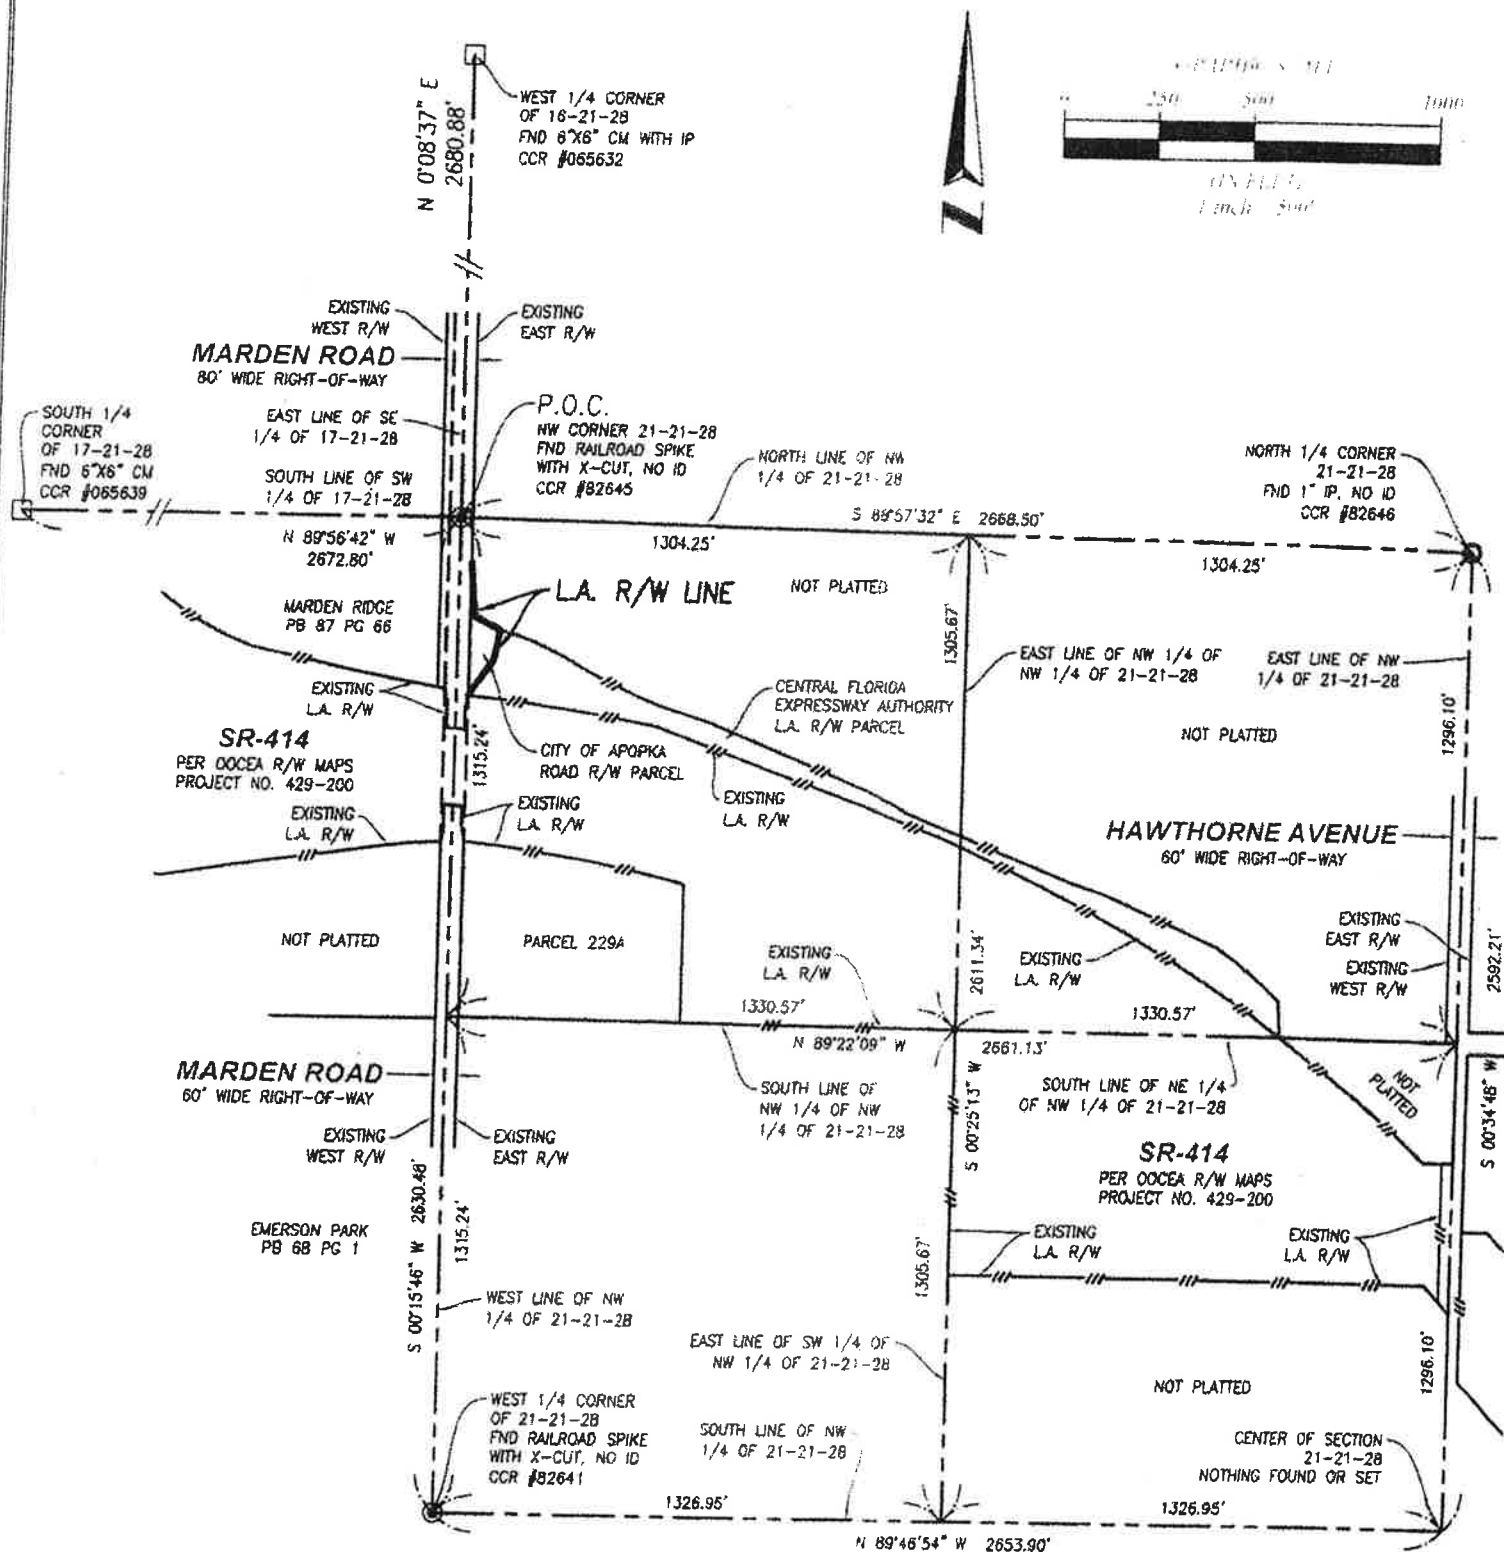 N 0°08'37" E
2680.88'
WEST 1/4 CORNER
OF 16-21-28
FND 6"X6" CM WITH IP
CCR #065632
0 250 500 1000
EXISTING
WEST R/W
EXISTING
EAST R/W
MARDEN ROAD
80' WIDE RIGHT-OF-WAY
SOUTH 1/4
CORNER
OF 17-21-28
FND 6"X6" CM
CCR #065639
EAST LINE OF SE
1/4 OF 17-21-28
SOUTH LINE OF SW
1/4 OF 17-21-28
P.O.C.
NW CORNER 21-21-28
FND RAILROAD SPIKE
WITH X-CUT, NO ID
CCR #82645
NORTH LINE OF NW
1/4 OF 21-21-28
NORTH 1/4 CORNER
21-21-28
FND 1" IP, NO ID
CCR #82646
N 89°56'42" W
2672.80'
S 88°57'32" E 2668.50'
1304.25'
1304.25'
L.A. R/W LINE
NOT PLATTED
MARDEN RIDGE
PB 87 PG 66
1305.67'
EAST LINE OF NW 1/4 OF
NW 1/4 OF 21-21-28
EAST LINE OF NW
1/4 OF 21-21-28
EXISTING
L.A. R/W
CENTRAL FLORIDA
EXPRESSWAY AUTHORITY
L.A. R/W PARCEL
NOT PLATTED
1296.10'
SR-414
PER OOCEA R/W MAPS
PROJECT NO. 429-200
1315.24'
CITY OF APOPKA
ROAD R/W PARCEL
EXISTING
L.A. R/W
EXISTING
L.A. R/W
EXISTING
L.A. R/W
HAWTHORNE AVENUE
60' WIDE RIGHT-OF-WAY
NOT PLATTED
PARCEL 229A
EXISTING
L.A. R/W
2611.34'
EXISTING
L.A. R/W
EXISTING
EAST R/W
EXISTING
WEST R/W
2592.21'
1330.57'
1330.57'
N 89°22'09" W
2661.13'
MARDEN ROAD
60' WIDE RIGHT-OF-WAY
SOUTH LINE OF
NW 1/4 OF NW
1/4 OF 21-21-28
S 00°25'13" W
SOUTH LINE OF NE 1/4
OF NW 1/4 OF 21-21-28
NOT
PLATTED
S 00°34'48" W
EXISTING
WEST R/W
EXISTING
EAST R/W
SR-414
PER OOCEA R/W MAPS
PROJECT NO. 429-200
S 00°15'46" W 2630.48'
1315.24'
EMERSON PARK
PB 68 PG 1
EXISTING
L.A. R/W
EXISTING
L.A. R/W
1305.67'
WEST LINE OF NW
1/4 OF 21-21-28
EAST LINE OF SW 1/4 OF
NW 1/4 OF 21-21-28
NOT PLATTED
1296.10'
WEST 1/4 CORNER
OF 21-21-28
FND RAILROAD SPIKE
WITH X-CUT, NO ID
CCR #82641
SOUTH LINE OF NW
1/4 OF 21-21-28
CENTER OF SECTION
21-21-28
NOTHING FOUND OR SET
1326.95'
1326.95'
N 89°46'54" W 2653.90'